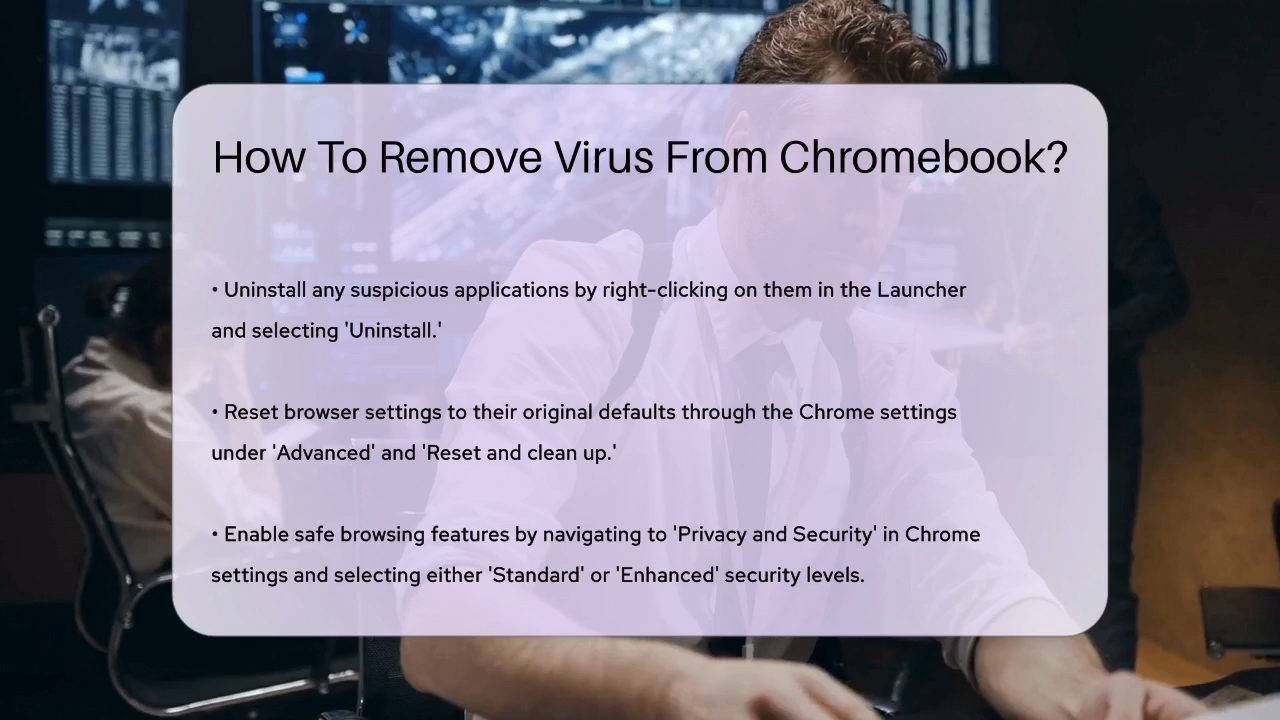 How To Remove Virus From Chromebook?
• Uninstall any suspicious applications by right-clicking on them in the Launcher
and selecting 'Uninstall.'
• Reset browser settings to their original defaults through the Chrome settings
under 'Advanced' and 'Reset and clean up.'
• Enable safe browsing features by navigating to 'Privacy and Security' in Chrome
settings and selecting either 'Standard' or 'Enhanced' security levels.